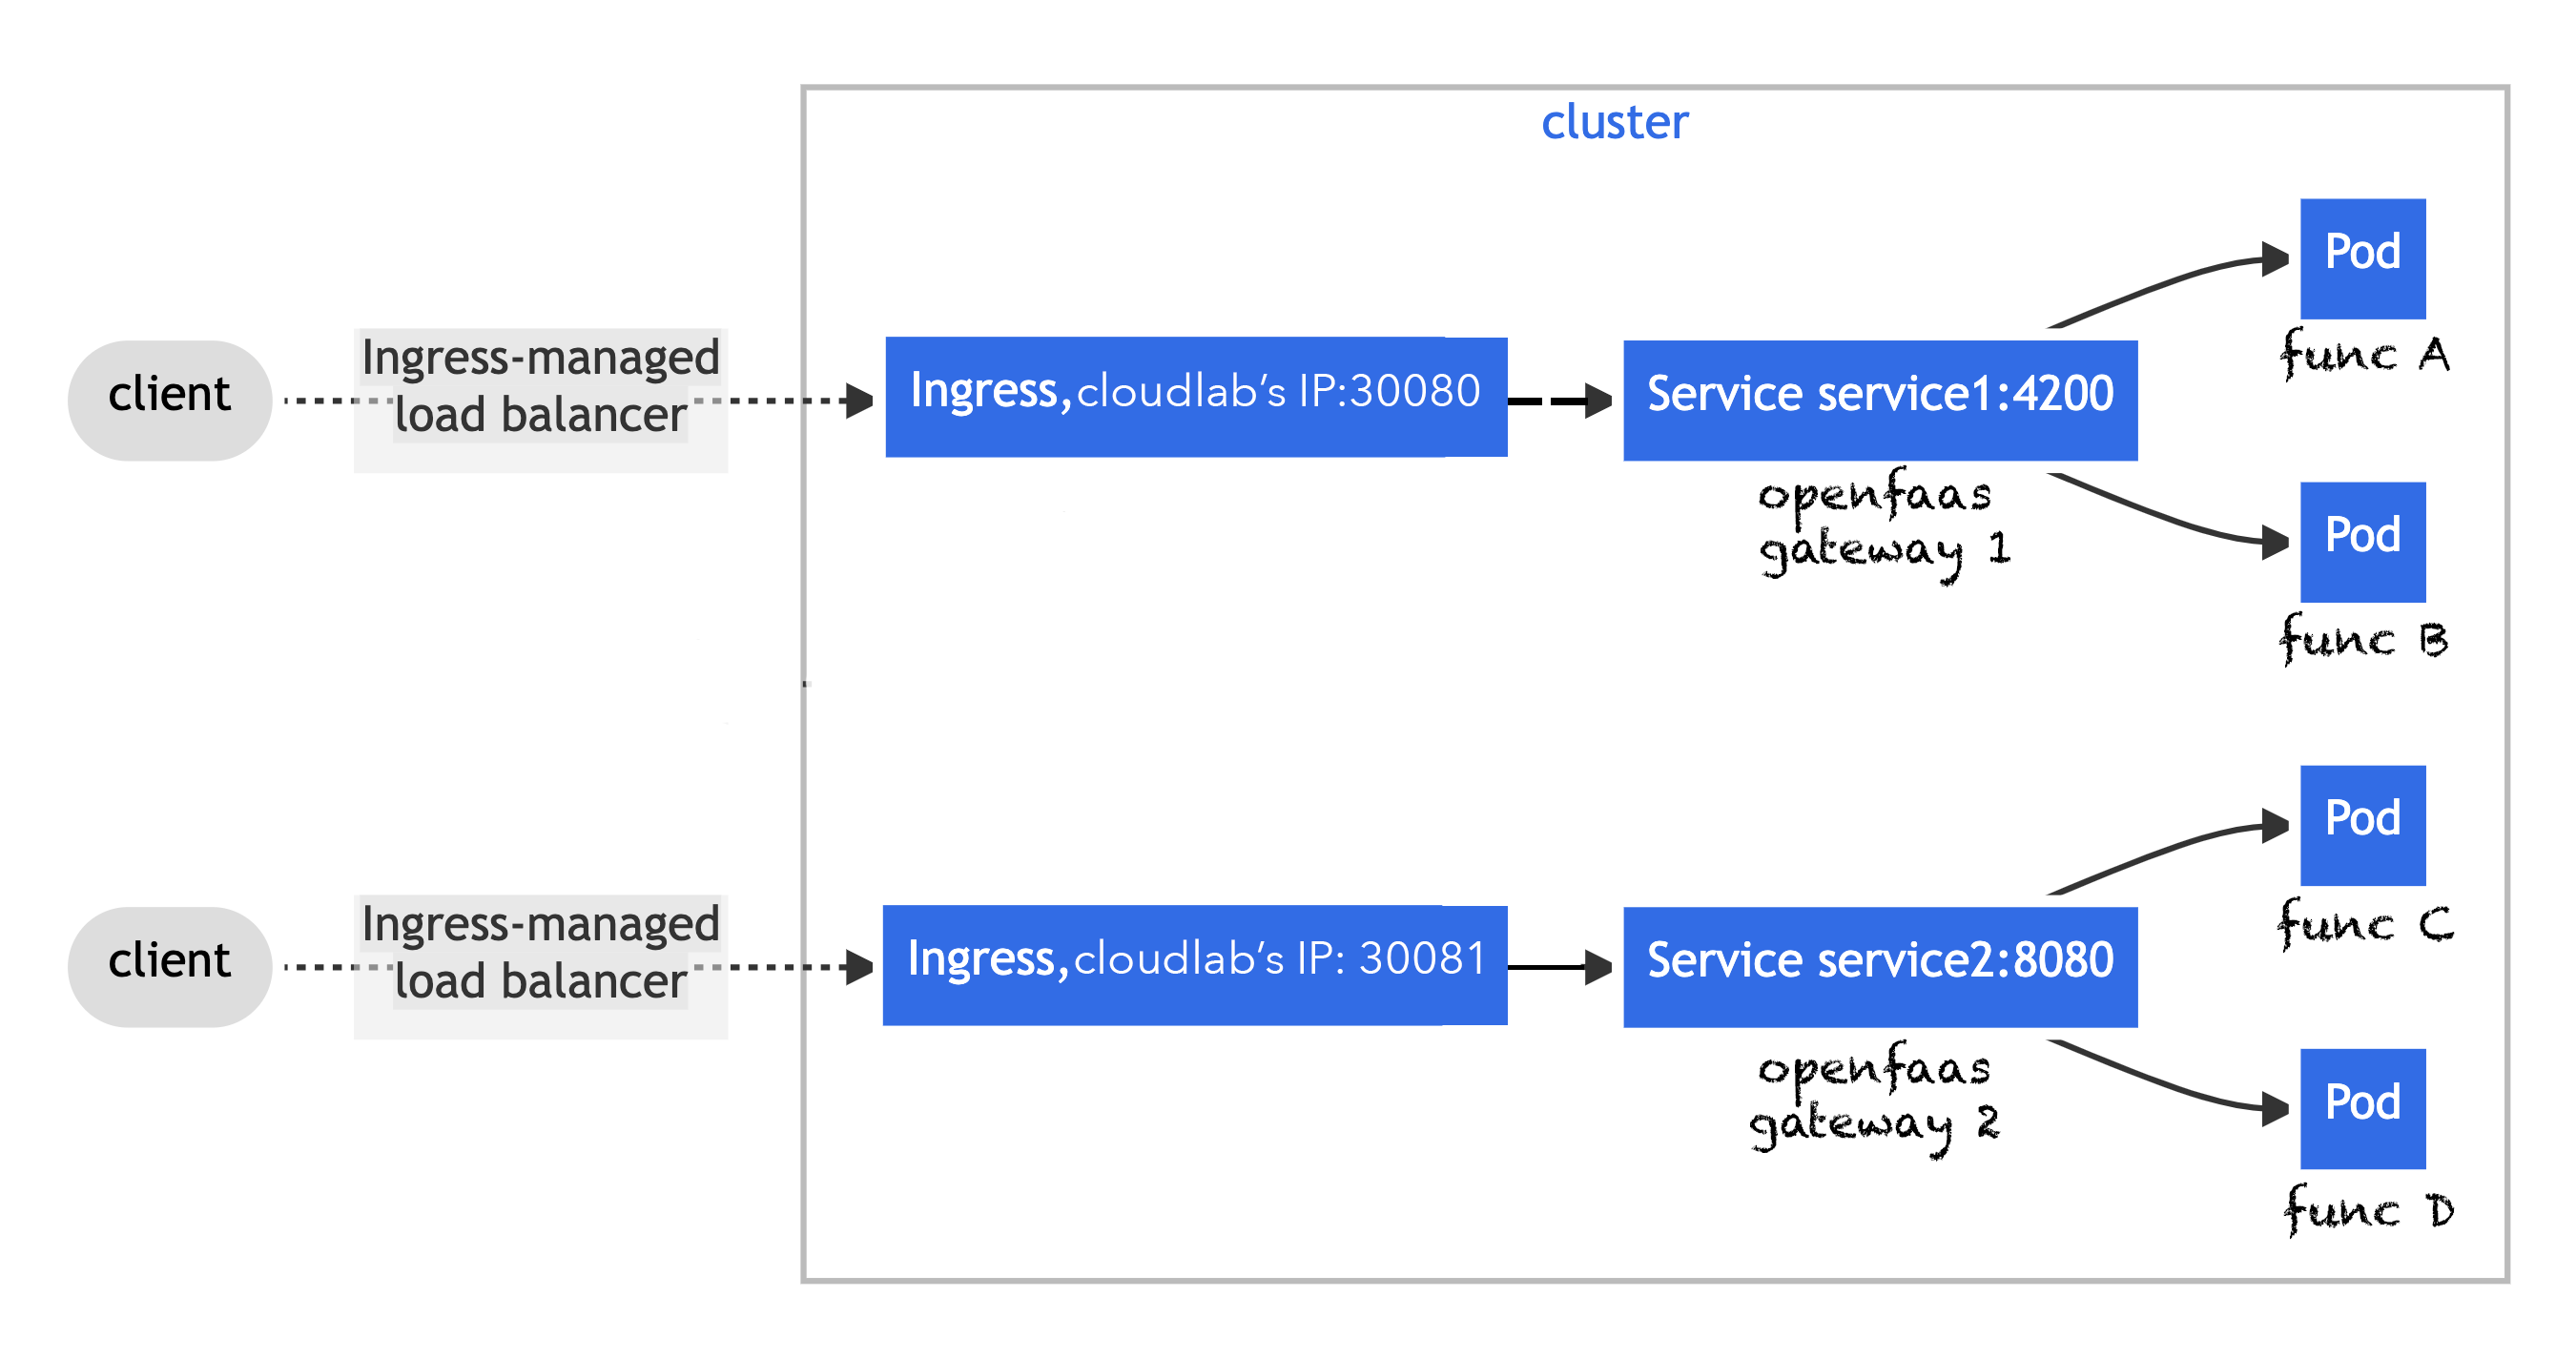 cluster
Pod
func A
client
Ingress-managed
load balancer
Ingress, cloudlab's IP:30080
Service service1:4200
openfaas
gateway 1
Pod
func B
Pod
func C
client
Ingress-managed
load balancer
Ingress, cloudlab's IP: 30081
Service service2:8080
openfaas
gateway 2
Pod
func D